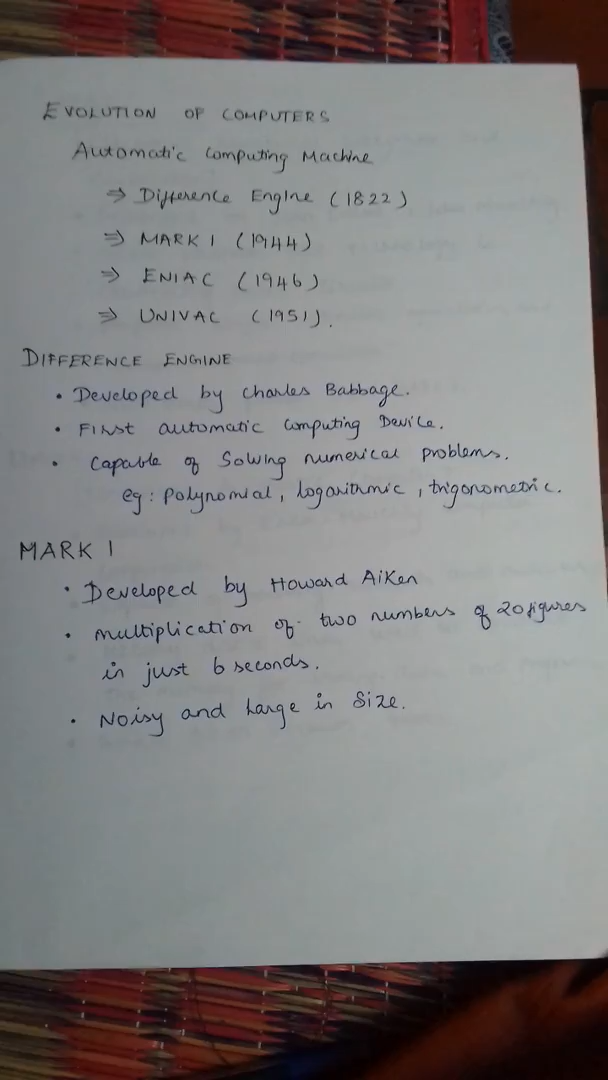 EVOLUTION OF COMPUTERS
Automatic Computing Machine
⇒ Difference Engine (1822)
⇒ MARK I (1944)
⇒ ENIAC (1946)
⇒ UNIVAC (1951).
DIFFERENCE ENGINE
• Developed by Charles Babbage.
• First automatic Computing Device.
• Capable of Solving numerical problems.
eg: polynomial, logarithmic, trigonometric.
MARK I
• Developed by Howard Aiken
• multiplication of two numbers of 20 figures
in just 6 seconds.
• Noisy and Large in Size.